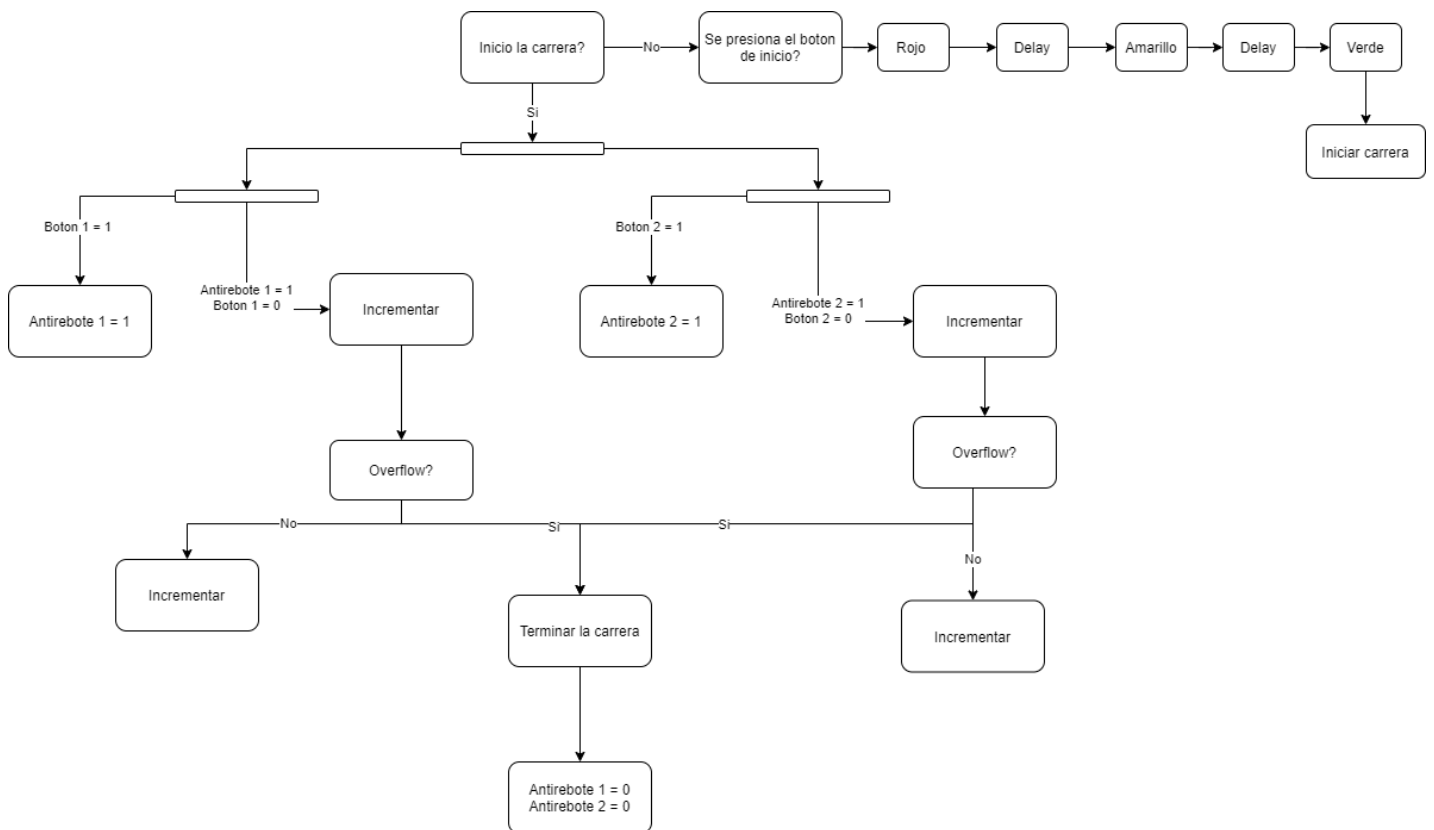 Inicio la carrera?
No
Se presiona el boton
de inicio?
Rojo
Delay
Amarillo
Delay
Verde
Si
Iniciar carrera
Boton 1 = 1
Boton 2 = 1
Antirebote 1 = 1
Antirebote 1 = 1
Boton 1 = 0
Incrementar
Antirebote 2 = 1
Antirebote 2 = 1
Boton 2 = 0
Incrementar
Overflow?
Overflow?
No
Si
Si
No
Incrementar
Terminar la carrera
Incrementar
Antirebote 1 = 0
Antirebote 2 = 0